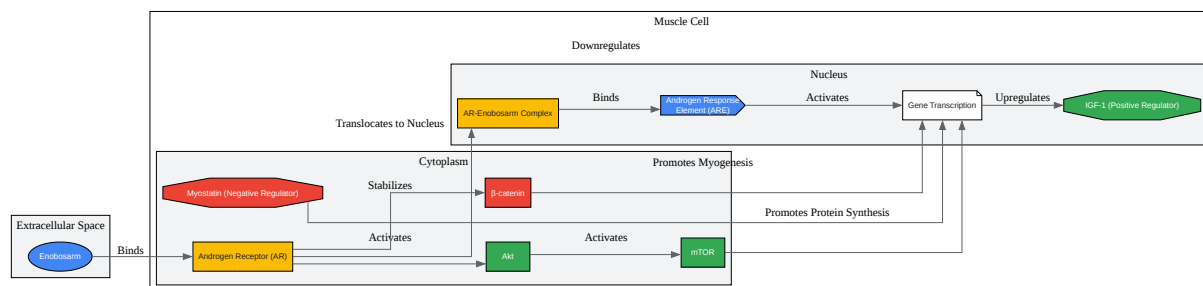 Muscle Cell
Downregulates
Nucleus
AR-Enobosarm Complex
Binds
Androgen Response
Element (ARE)
Activates
Gene Transcription
Upregulates
IGF-1 (Positive Regulator)
Translocates to Nucleus
Cytoplasm
Promotes Myogenesis
Myostatin (Negative Regulator)
Stabilizes
β-catenin
Promotes Protein Synthesis
Extracellular Space
Enobosarm
Binds
Androgen Receptor (AR)
Activates
Akt
Activates
mTOR